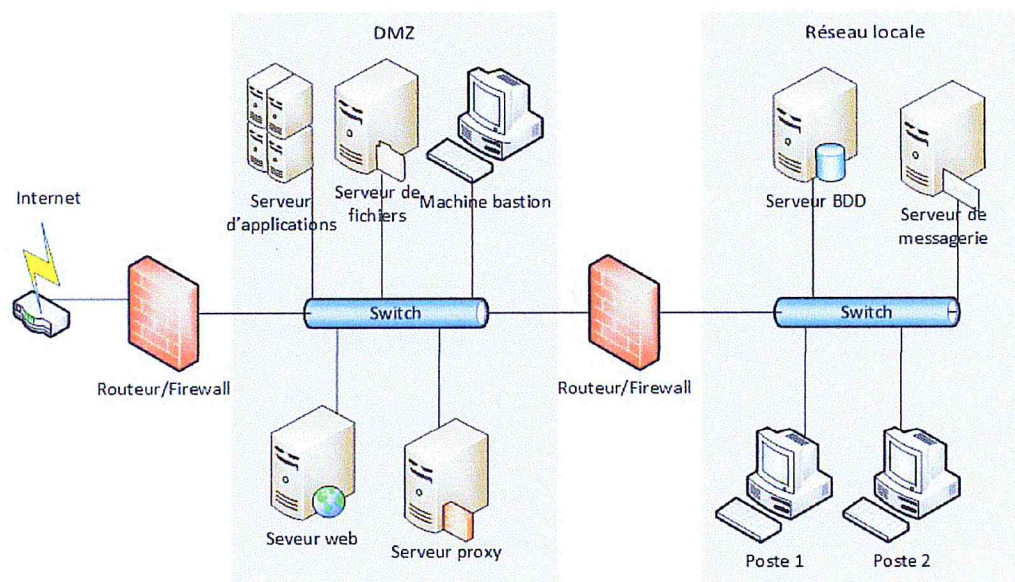 DMZ
Réseau locale
Internet
Serveur
d'applications
Serveur de
fichiers
Machine bastion
Serveur BDD
Serveur de
messagerie
Switch
Switch
Routeur/Firewall
Routeur/Firewall
Seveur web
Serveur proxy
Poste 1
Poste 2